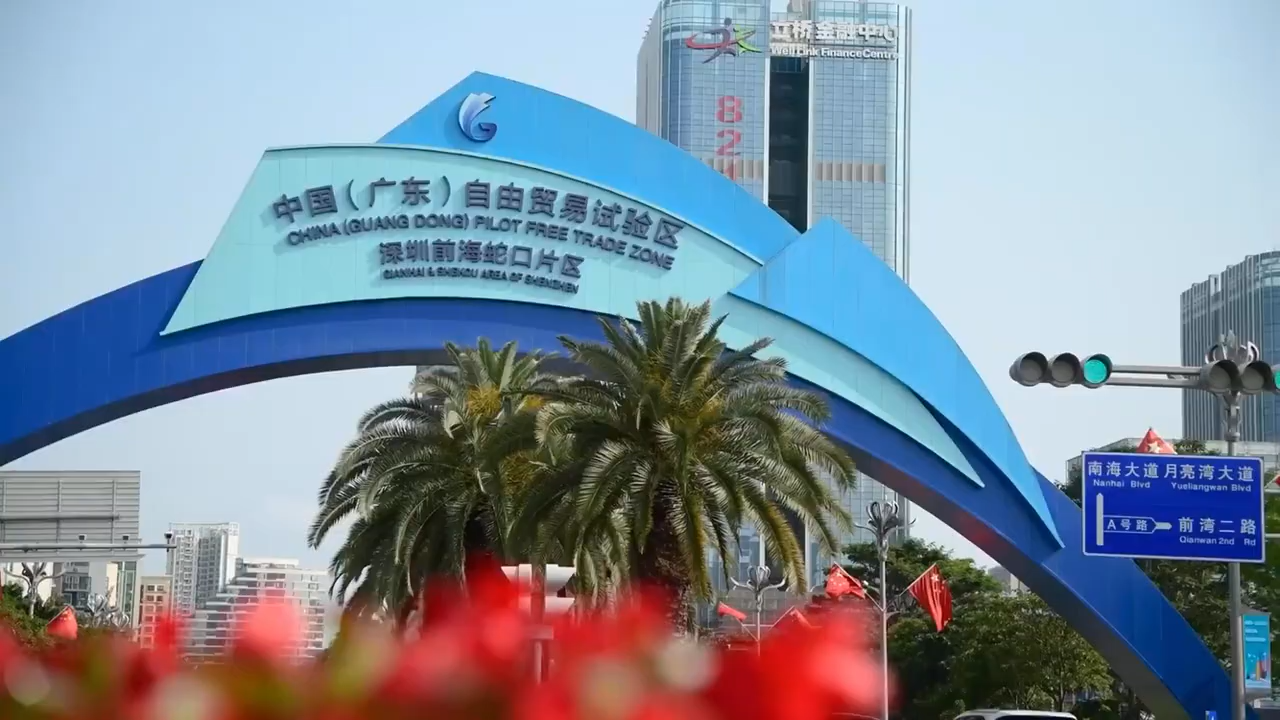 立桥金融中心
Well Link Finance Centre
82
中国（广东）自由贸易试验区
CHINA (GUANG DONG) PILOT FREE TRADE ZONE
深圳前海蛇口片区
QIANHAI & SHEKOU AREA OF SHENZHEN
南海大道 月亮湾大道
Nanhai Blvd Yueliangwan Blvd
A号路 前湾二路
Qianwan 2nd Rd